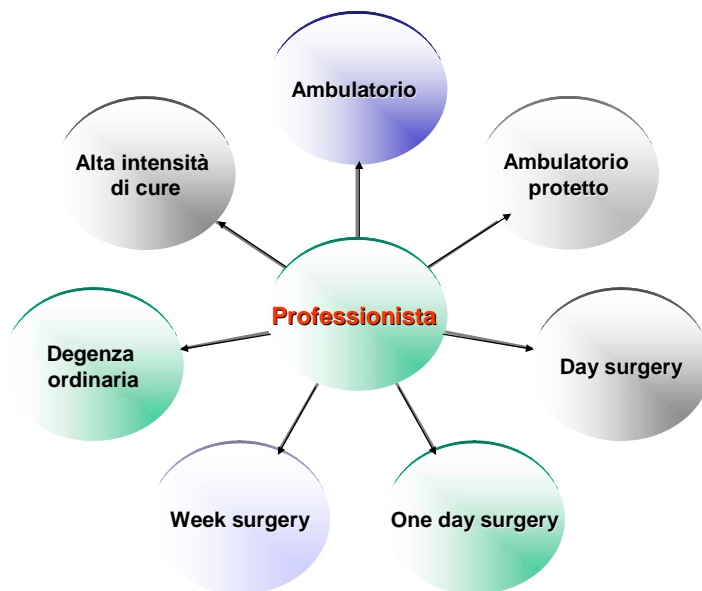 Ambulatorio
Alta intensità
di cure
Ambulatorio
protetto
Professionista
Degenza
ordinaria
Day surgery
Week surgery
One day surgery